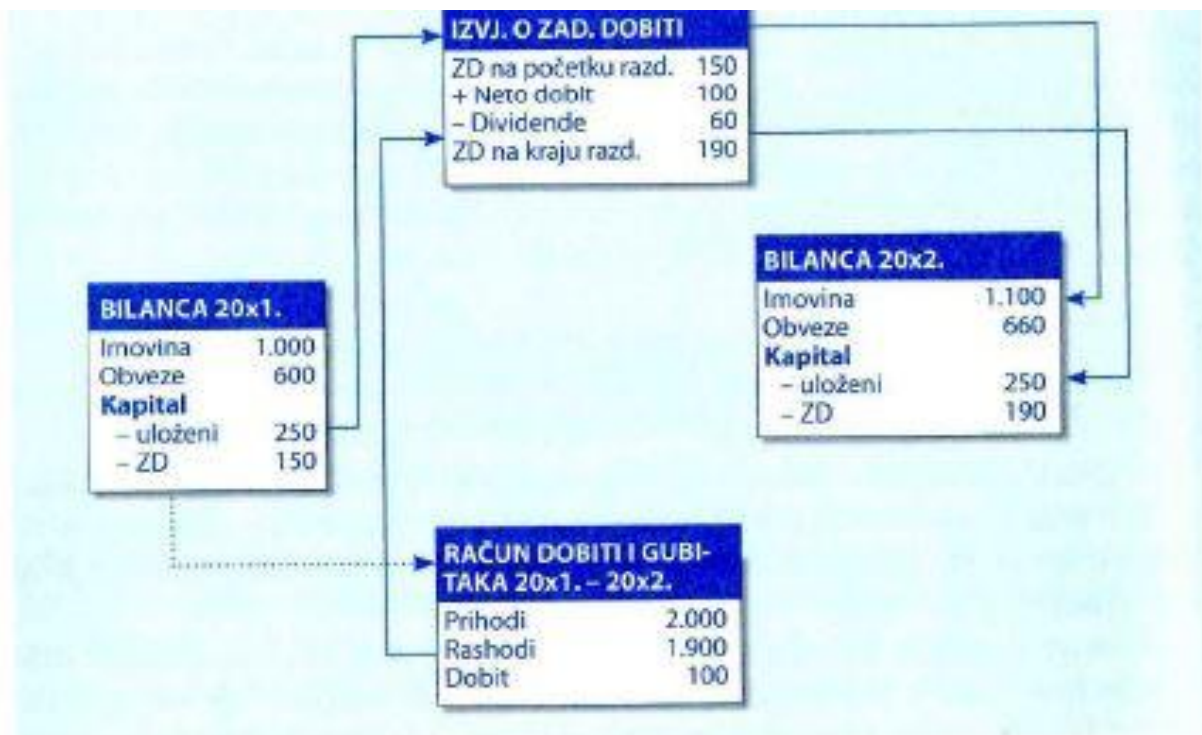 IZVJ. O ZAD. DOBITI
ZD na početku razd. 150
+ Neto dobit 100
– Dividende 60
ZD na kraju razd. 190
BILANCA 20x1.
Imovina 1.000
Obveze 600
Kapital
– uloženi 250
– ZD 150
BILANCA 20x2.
Imovina 1.100
Obveze 660
Kapital
– uloženi 250
– ZD 190
RAČUN DOBITI I GUBI-
TAKA 20x1. – 20x2.
Prihodi 2.000
Rashodi 1.900
Dobit 100